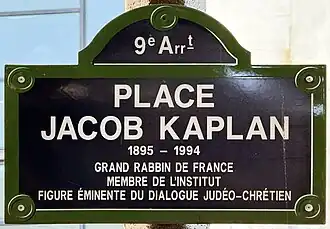 9e Arrt
PLACE
JACOB KAPLAN
1895 – 1994
GRAND RABBIN DE FRANCE
MEMBRE DE L'INSTITUT
FIGURE ÉMINENTE DU DIALOGUE JUDÉO-CHRÉTIEN